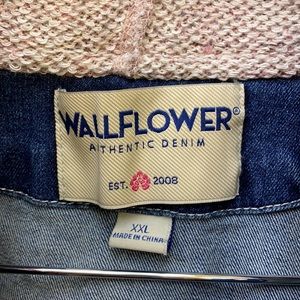 WALLFLOWER®
AUTHENTIC DENIM
EST. 2008
XXL
MADE IN CHINA